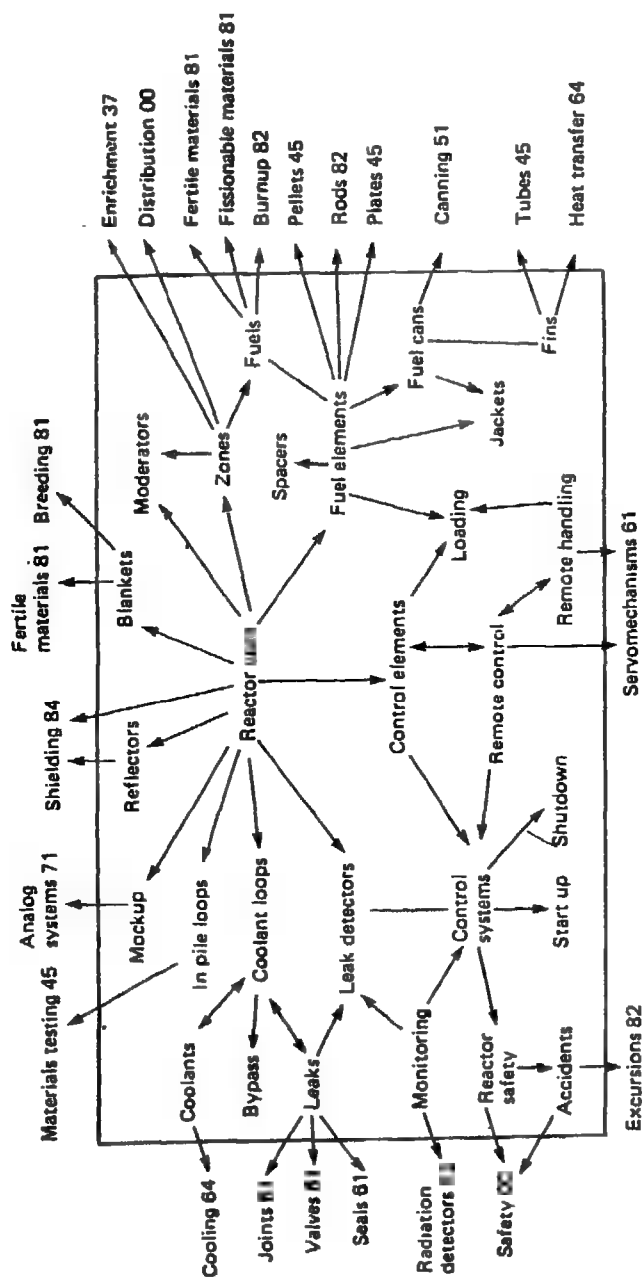 Materials testing 45
Analog
systems 71
Shielding 84
Fertile
materials 81
Breeding 81
Enrichment 37
Distribution 00
Fertile materials 81
Fissionable materials 81
Burnup 82
Pellets 45
Rods 82
Plates 45
Canning 51
Tubes 45
Heat transfer 64
Cooling 64
Joints
Valves
Seals 61
Radiation
detectors
Safety
Excursions 82
Servomechanisms 61
Mockup
Reflectors
Blankets
Moderators
Zones
Fuels
In pile loops
Reactor
Spacers
Coolants
Coolant loops
Fuel elements
Fuel cans
Bypass
Leaks
Leak detectors
Control elements
Loading
Jackets
Fins
Monitoring
Control
systems
Remote control
Remote handling
Reactor
safety
Start up
Shutdown
Accidents